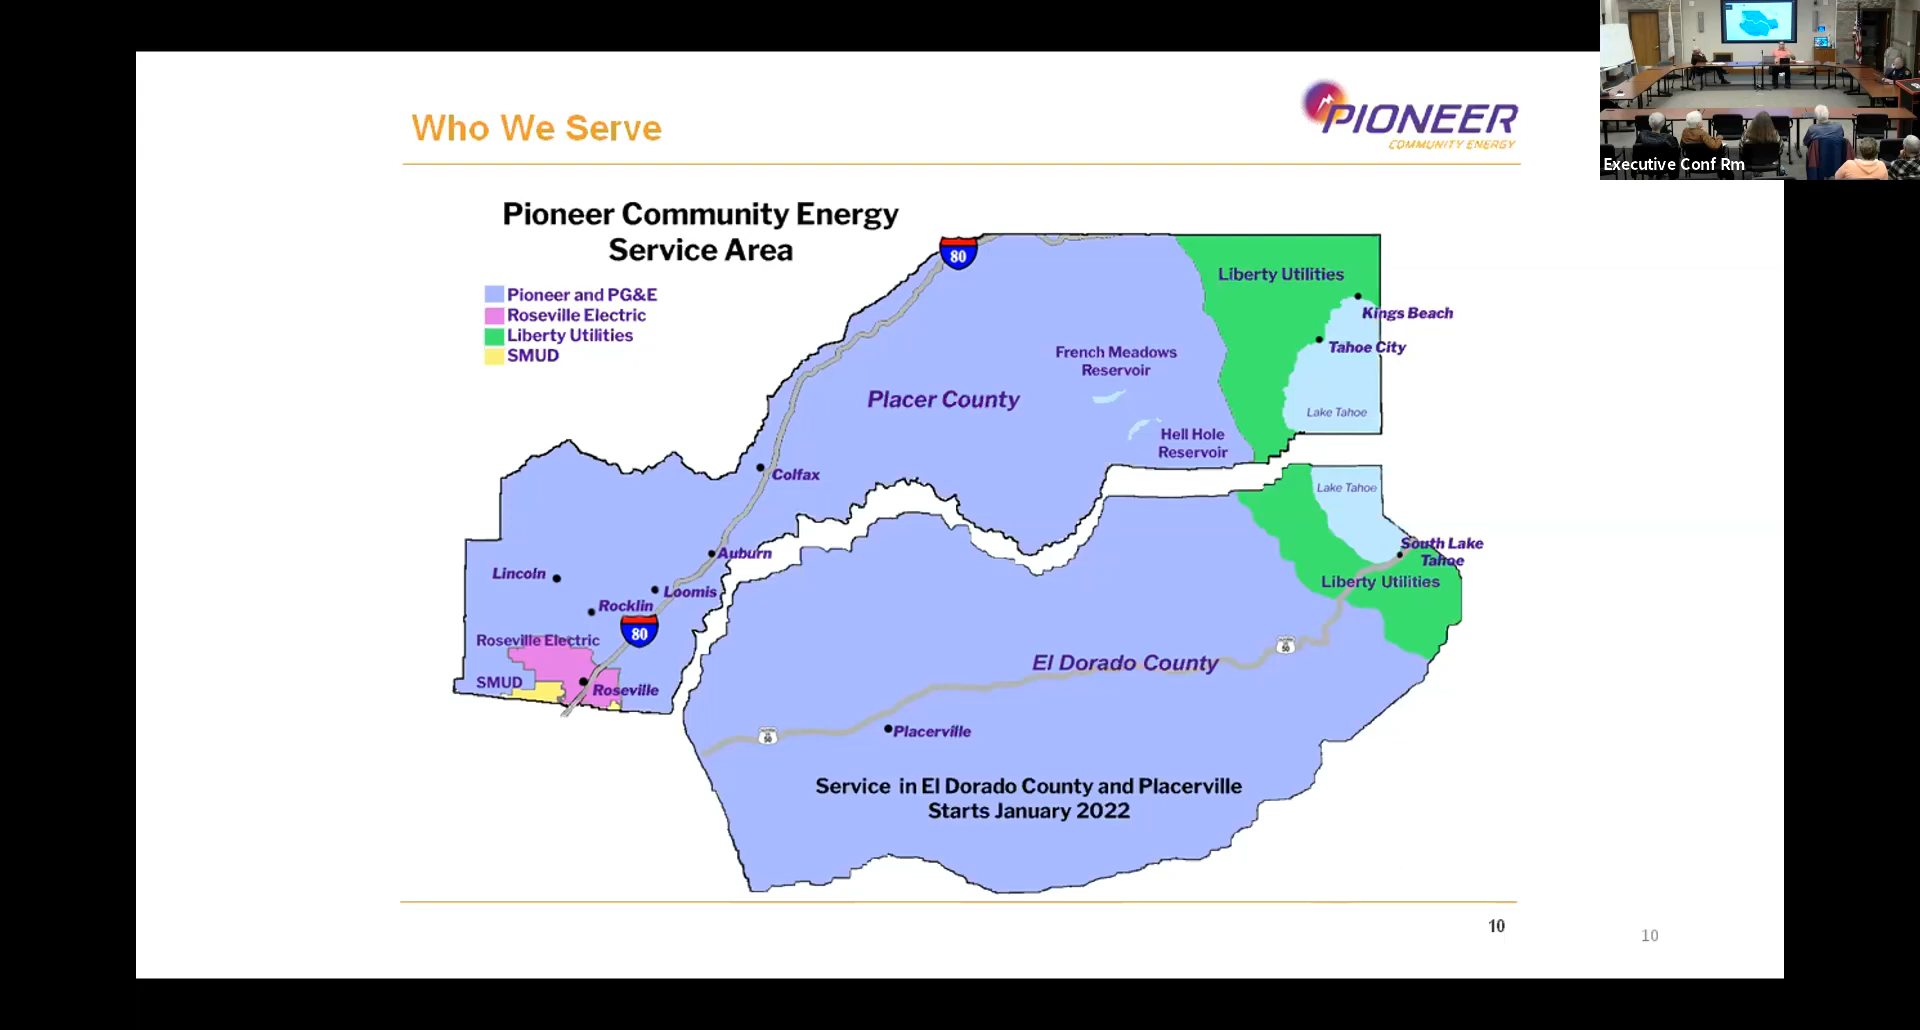 Who We Serve
PIONEER
COMMUNITY ENERGY
Executive Conf Rm
Pioneer Community Energy
Service Area
Pioneer and PG&E
Roseville Electric
Liberty Utilities
SMUD
80
Liberty Utilities
Kings Beach
Tahoe City
French Meadows
Reservoir
Placer County
Lake Tahoe
Hell Hole
Reservoir
Colfax
Lake Tahoe
Auburn
South Lake
Tahoe
Lincoln
Liberty Utilities
Loomis
Rocklin
80
Roseville Electric
50
El Dorado County
SMUD
Roseville
Placerville
50
Service in El Dorado County and Placerville
Starts January 2022
10
10